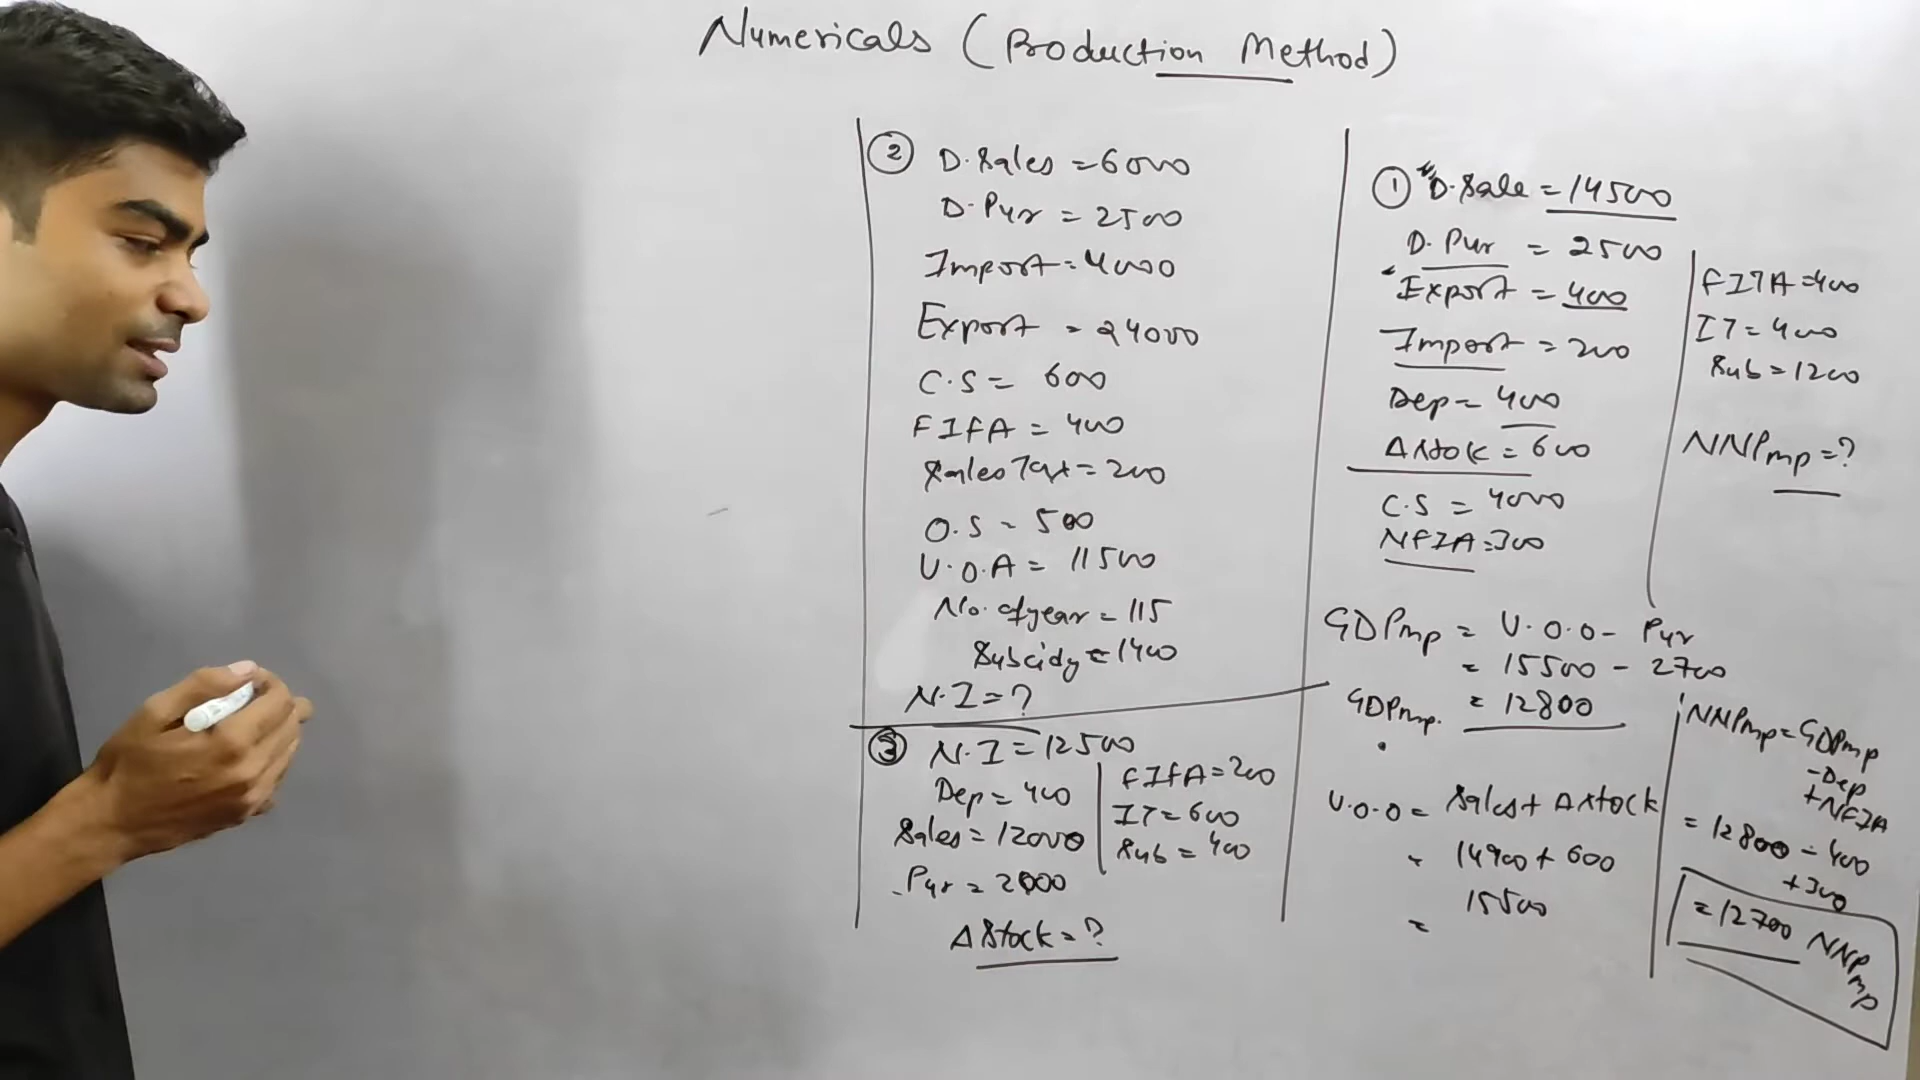 Numericals (Production Method)
② D. Sales = 6000
D. Pur = 2500
Import = 4000
Export = 24000
C.S = 600
FIFA = 400
Sales Tax = 200
O.S = 500
V.O.A = 11500
No. of year = 115
Subcidy = 1400
N.I = ?
③ N.I = 12500
Dep = 400
Sales = 12000
Pur = 2000
FIFA = 200
IT = 600
Sub = 400
Δ Stock = ?
① D. Sale = 14500
D. Pur = 2500
Export = 400
Import = 200
Dep = 400
Δ Stok = 600
C.S = 4000
NFIA = 300
FITA = 400
IT = 400
Sub = 1200
NNPmp = ?
GDPmp = V.O.O - Pur
= 15500 - 2700
GDPmp. = 12800
V.O.O = Sales + Δ Stock
= 14900 + 600
= 15500
NNPmp = GDPmp
- Dep
+ NFIA
= 12800 - 400
+ 300
= 12700 NNPmp